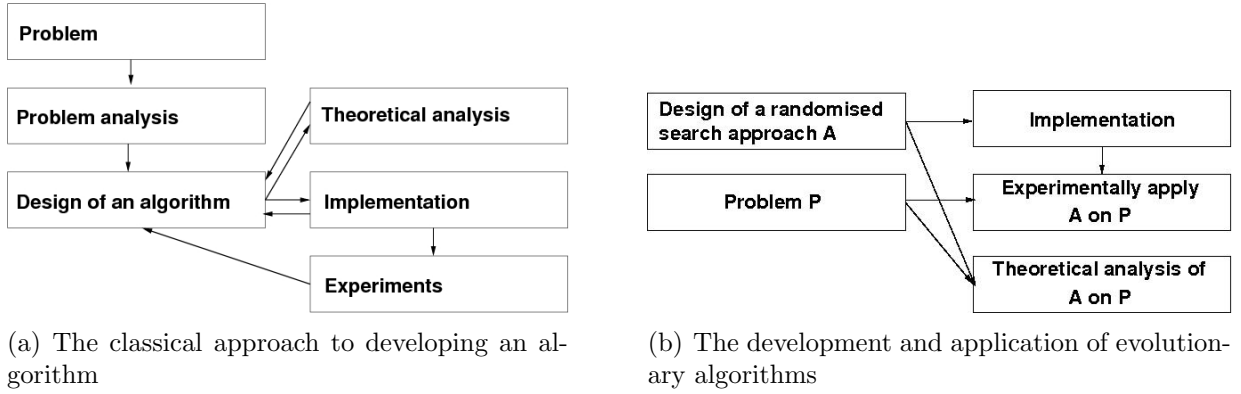 Problem
Problem analysis
Theoretical analysis
Design of an algorithm
Implementation
Experiments
(a) The classical approach to developing an al-
gorithm
Design of a randomised
search approach A
Implementation
Problem P
Experimentally apply
A on P
Theoretical analysis of
A on P
(b) The development and application of evolution-
ary algorithms